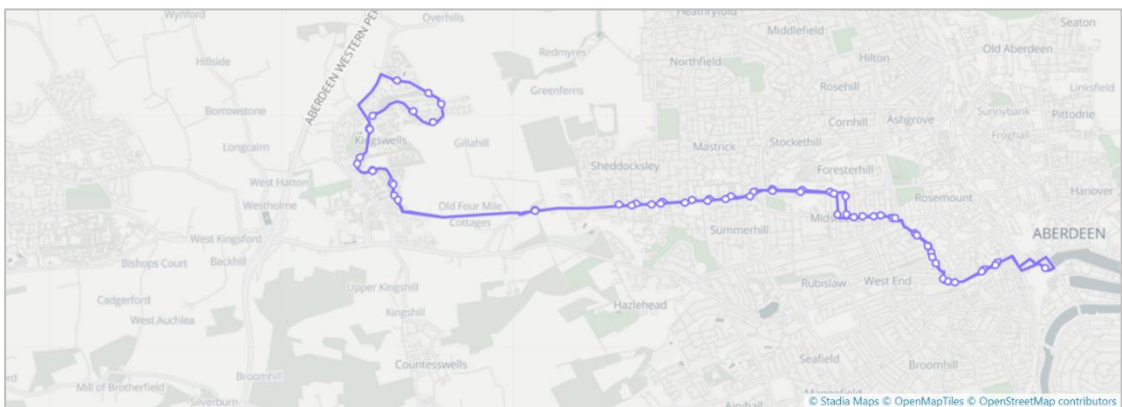 Wynford
Overhills
Heathryfold
Middlefield
Seaton
Hillside
ABERDEEN WESTERN PER
Redmyres
Northfield
Hilton
Old Aberdeen
Greenferns
Rosehill
Linksfield
Borrowstone
Cornhill
Ashgrove
Sunnybank
Pittodrie
Froghall
Longcairn
Kingswells
Gillahill
Mastrick
Stockethill
Sheddocksley
Foresterhill
West Hatton
Westholme
Rosemount
Hanover
Old Four Mile
Cottages
Mids
Summerhill
ABERDEEN
West Kingsford
Bishops Court
Backhill
Upper Kingshill
Rubislaw
West End
Cadgerford
West Auchlea
Kingshill
Hazlehead
Countesswells
Seafield
Broomhill
Broomhill
Mill of Brotherfield
Silverburn
© Stadia Maps © OpenMapTiles © OpenStreetMap contributors